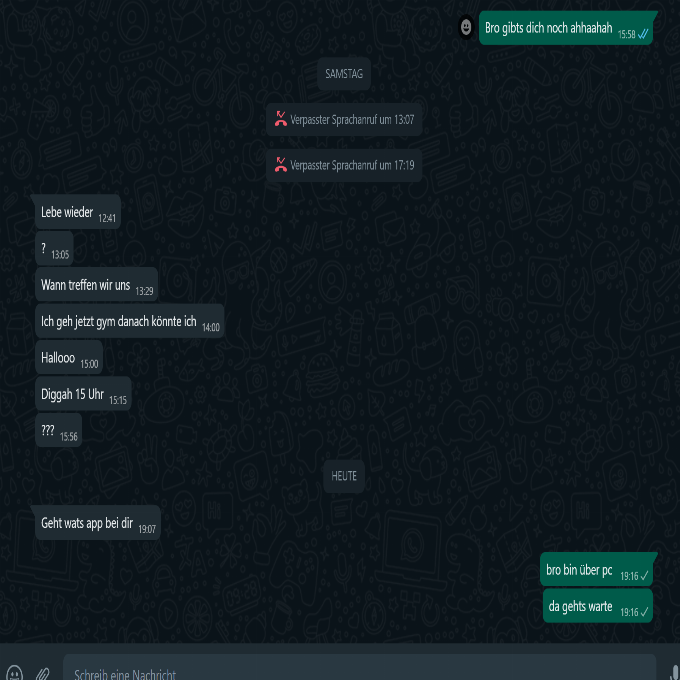 Bro gibts dich noch ahhaahah 15:58
SAMSTAG
Verpasster Sprachanruf um 13:07
Verpasster Sprachanruf um 17:19
Lebe wieder 12:41
? 13:05
Wann treffen wir uns 13:29
Ich geh jetzt gym danach könnte ich 14:00
Hallooo 15:00
Diggah 15 Uhr 15:15
??? 15:56
HEUTE
Geht wats app bei dir 19:07
bro bin über pc 19:16
da gehts warte 19:16
Schreib eine Nachricht